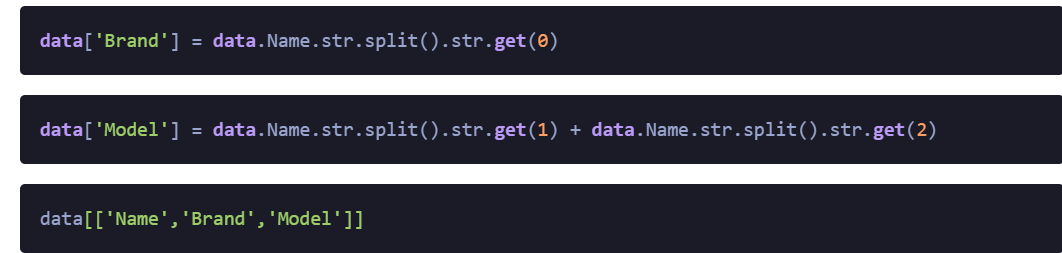 data['Brand'] = data.Name.str.split().str.get(0)
data['Model'] = data.Name.str.split().str.get(1) + data.Name.str.split().str.get(2)
data[['Name','Brand','Model']]